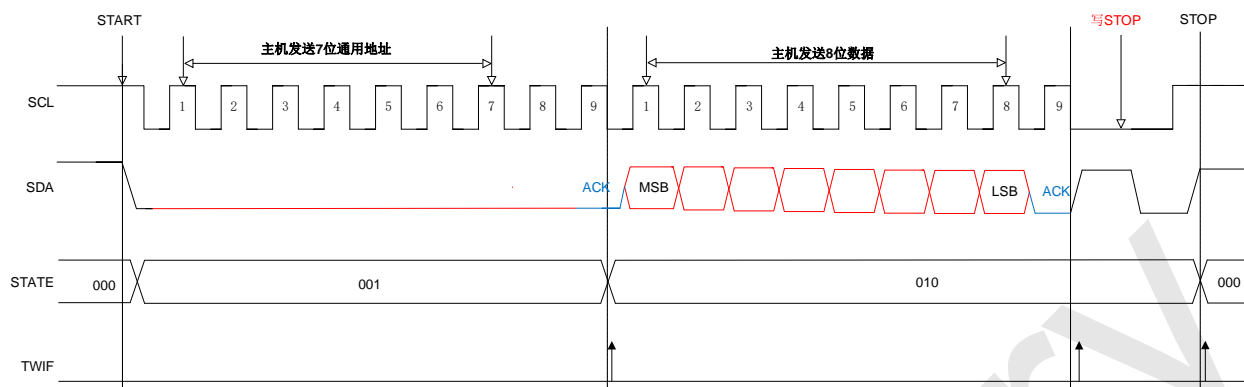 START
写STOP
STOP
主机发送7位通用地址
主机发送8位数据
SCL
1 2 3 4 5 6 7 8 9 1 2 3 4 5 6 7 8 9
SDA
ACK MSB LSB ACK
STATE
000 001 010 000
TWIF